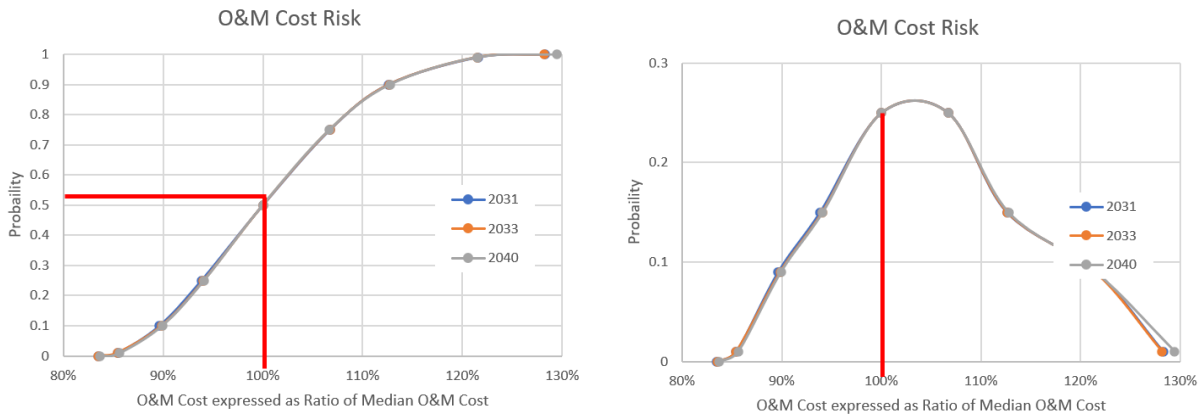 O&M Cost Risk
1
0.9
0.8
0.7
0.6
0.5
0.4
0.3
0.2
0.1
0
Probaility
2031
2033
2040
80% 90% 100% 110% 120% 130%
O&M Cost expressed as Ratio of Median O&M Cost
O&M Cost Risk
0.3
0.2
0.1
0
Probaility
2031
2033
2040
80% 90% 100% 110% 120% 130%
O&M Cost expressed as Ratio of Median O&M Cost